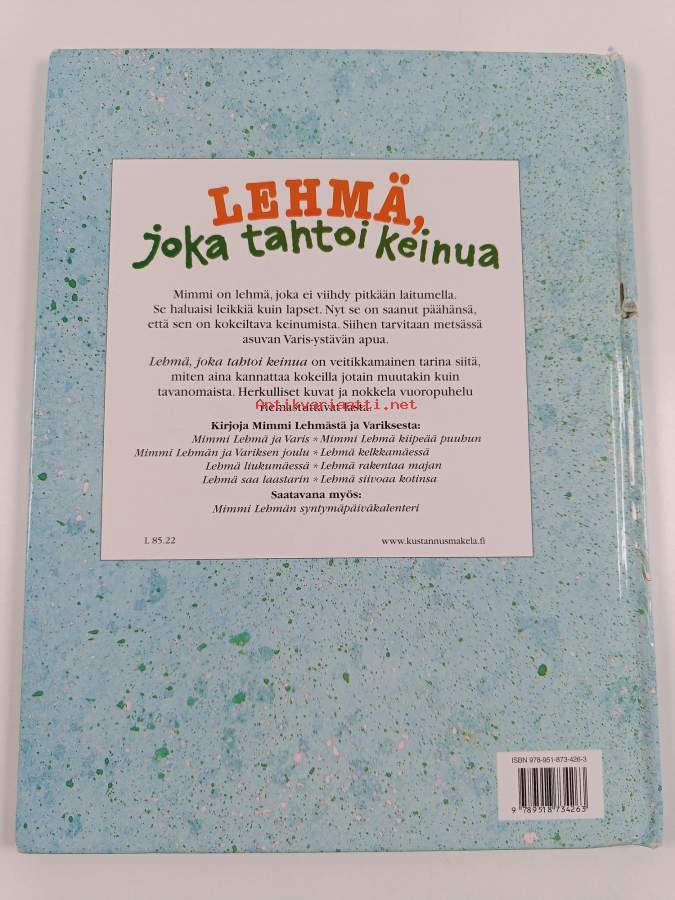 LEHMÄ,
joka tahtoi keinua
Mimmi on lehmä, joka ei viihdy pitkään laitumella.
Se haluaisi leikkiä kuin lapset. Nyt se on saanut päähänsä,
että sen on kokeiltava keinumista. Siihen tarvitaan metsässä
asuvan Varis-ystävän apua.
Lehmä, joka tahtoi keinua on veitikkamainen tarina siitä,
miten aina kannattaa kokeilla jotain muutakin kuin
tavanomaista. Herkulliset kuvat ja nokkela vuoropuhelu
Antikvariaatti.net
riemastuttavat lasta.
Kirjoja Mimmi Lehmästä ja Variksesta:
Mimmi Lehmä ja Varis * Mimmi Lehmä kiipeää puuhun
Mimmi Lehmän ja Variksen joulu * Lehmä kelkkamäessä
Lehmä liukumäessä * Lehmä rakentaa majan
Lehmä saa laastarin * Lehmä siivoaa kotinsa
Saatavana myös:
Mimmi Lehmän syntymäpäiväkalenteri
L 85.22 www.kustannusmakela.fi
ISBN 978-951-873-426-3
9 789518 734263